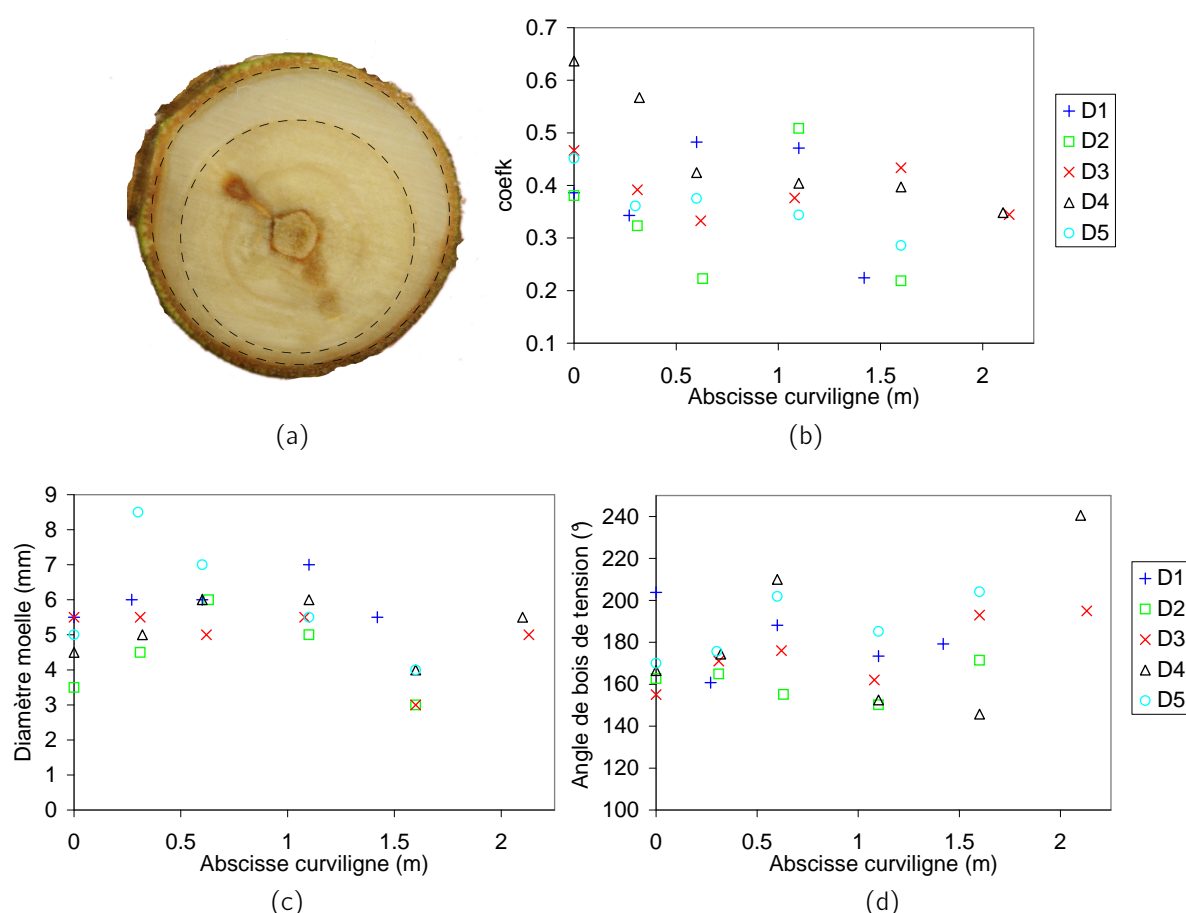 0.7
0.6
0.5
0.4
0.3
0.2
0.1
coefk
0 0.5 1 1.5 2
Abscisse curviligne (m)
D1
D2
D3
D4
D5
(a)
(b)
9
8
7
6
5
4
3
2
1
0
Diamètre moelle (mm)
0 0.5 1 1.5 2
Abscisse curviligne (m)
(c)
240
220
200
180
160
140
120
100
Angle de bois de tension (°)
0 0.5 1 1.5 2
Abscisse curviligne (m)
D1
D2
D3
D4
D5
(d)